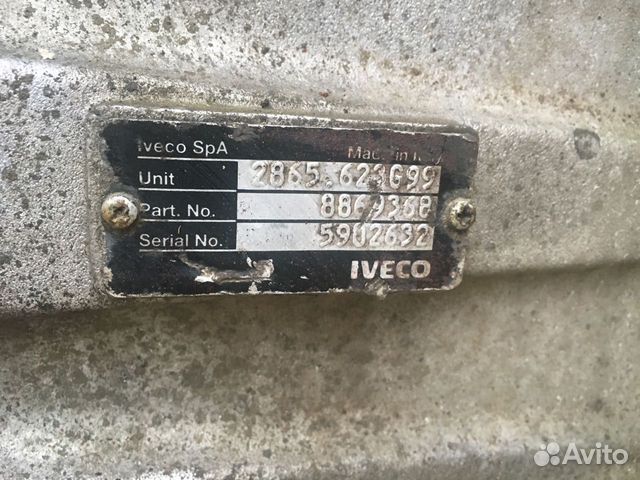 Iveco SpA
Made in Italy
Unit 2865.623G99
Part. No. 8869368
Serial No. 5902632
IVECO
Avito